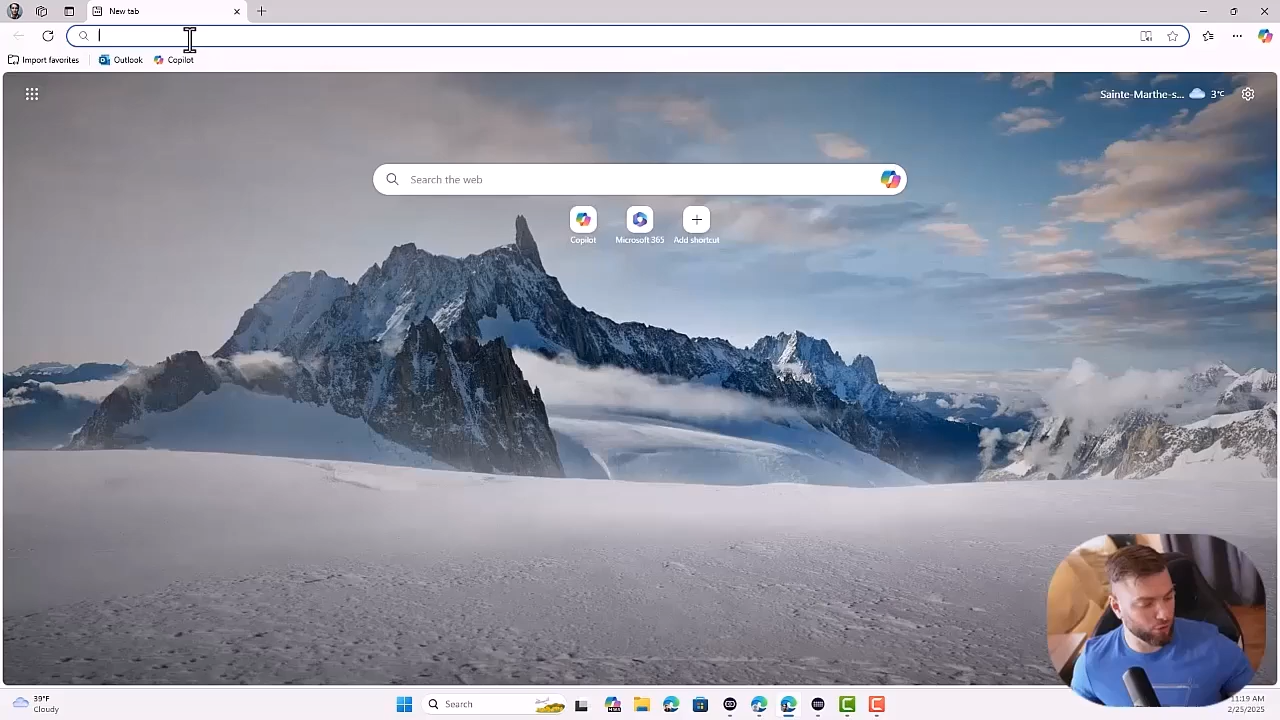 New tab
Import favorites
Outlook
Copilot
Sainte-Marthe-s...
3°C
Search the web
Copilot
Microsoft 365
Add shortcut
39°F
Cloudy
Search
11:19 AM
2/25/2025